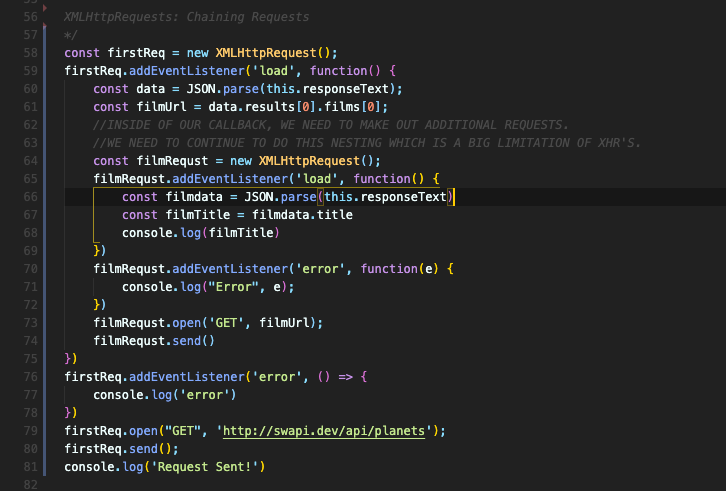 56 XMLHttpRequests: Chaining Requests
57 */
58 const firstReq = new XMLHttpRequest();
59 firstReq.addEventListener('load', function() {
60 const data = JSON.parse(this.responseText);
61 const filmUrl = data.results[0].films[0];
62 //INSIDE OF OUR CALLBACK, WE NEED TO MAKE OUT ADDITIONAL REQUESTS.
63 //WE NEED TO CONTINUE TO DO THIS NESTING WHICH IS A BIG LIMITATION OF XHR'S.
64 const filmRequst = new XMLHttpRequest();
65 filmRequst.addEventListener('load', function() {
66 const filmdata = JSON.parse(this.responseText)
67 const filmTitle = filmdata.title
68 console.log(filmTitle)
69 })
70 filmRequst.addEventListener('error', function(e) {
71 console.log("Error", e);
72 })
73 filmRequst.open('GET', filmUrl);
74 filmRequst.send()
75 })
76 firstReq.addEventListener('error', () => {
77 console.log('error')
78 })
79 firstReq.open("GET", 'http://swapi.dev/api/planets');
80 firstReq.send();
81 console.log('Request Sent!')
82